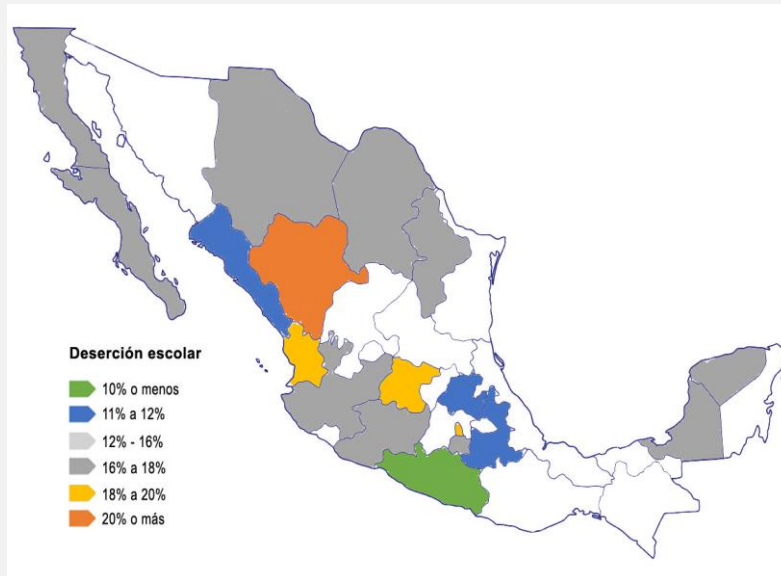 Deserción escolar
10% o menos
11% a 12%
12% - 16%
16% a 18%
18% a 20%
20% o más